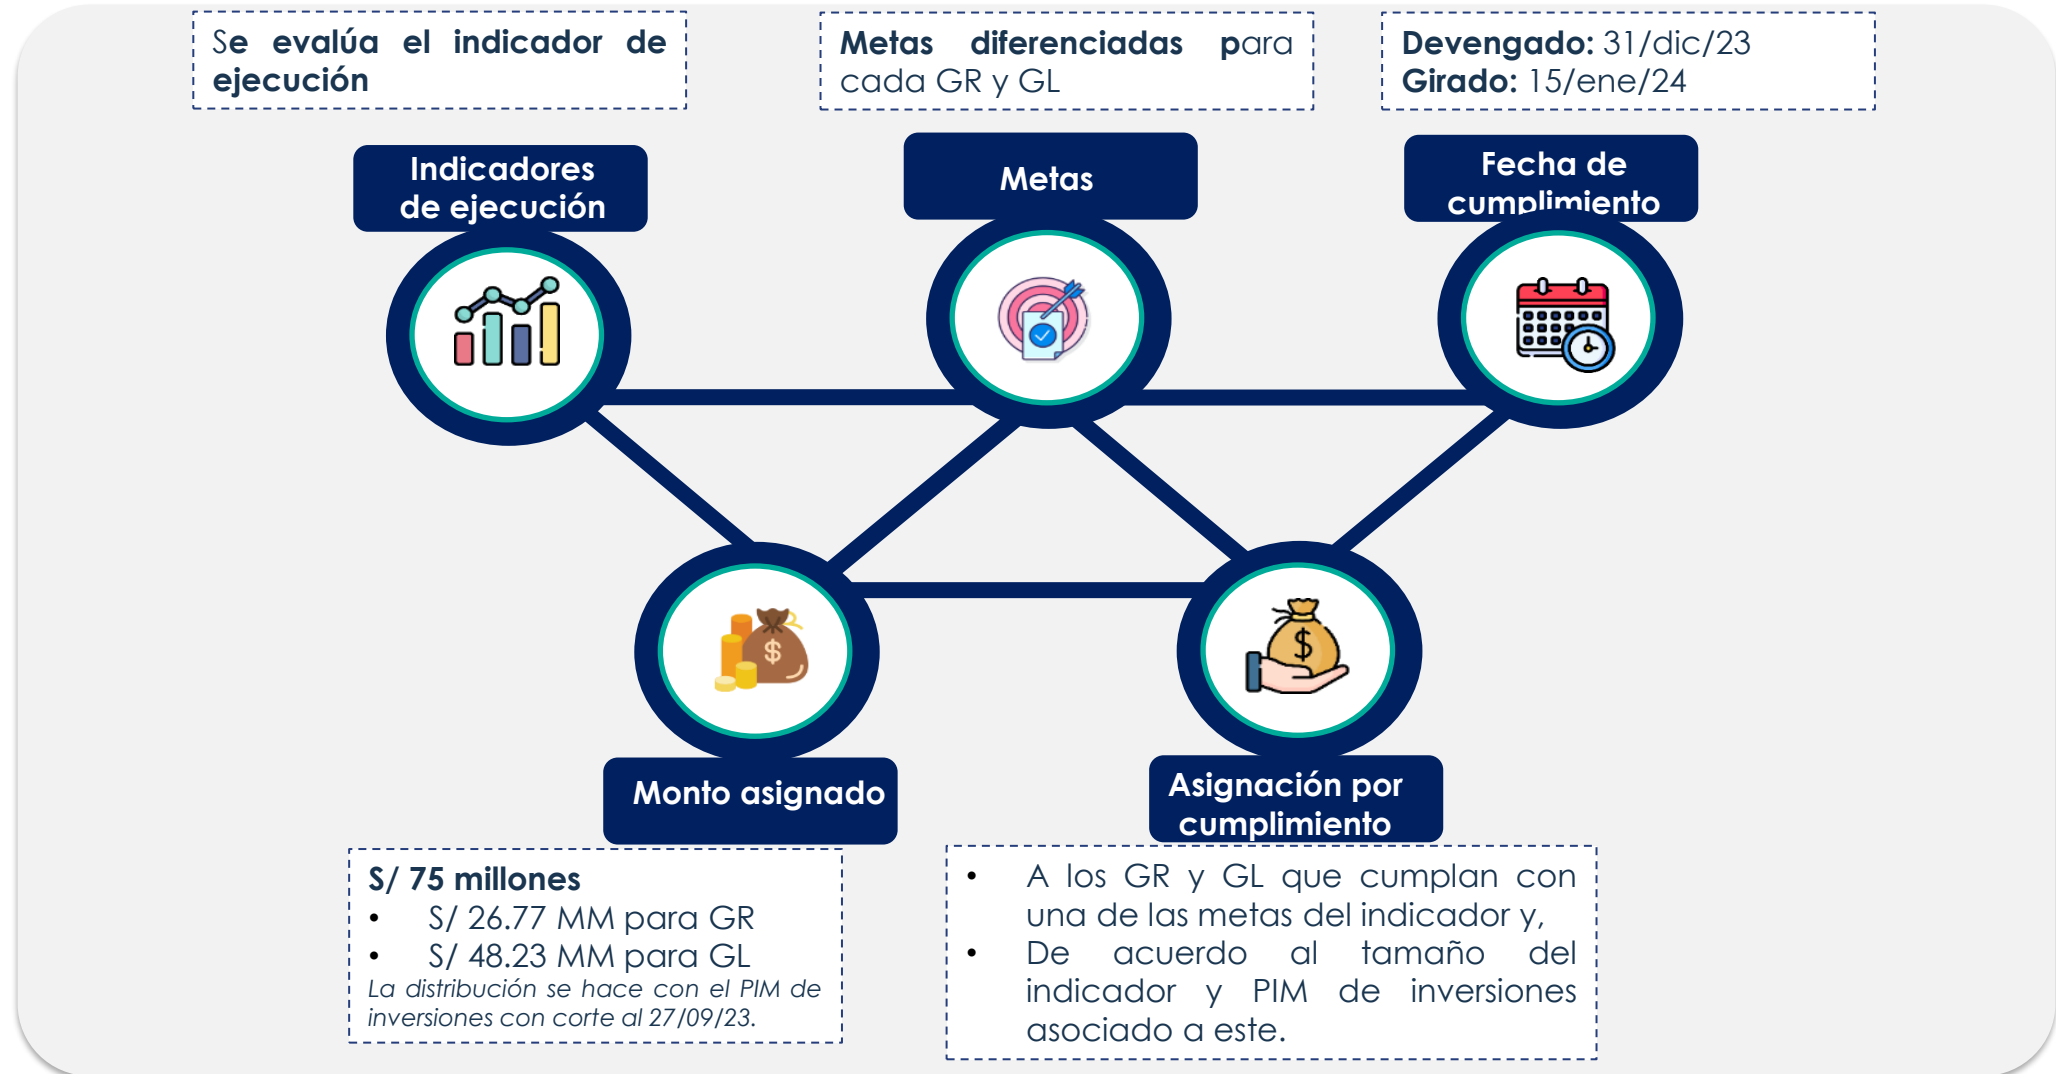 Se evalúa el indicador de
ejecución
Metas diferenciadas para
cada GR y GL
Devengado: 31/dic/23
Girado: 15/ene/24
Indicadores
de ejecución
Metas
Fecha de
cumplimiento
$
$
Monto asignado
Asignación por
cumplimiento
S/ 75 millones
• S/ 26.77 MM para GR
• S/ 48.23 MM para GL
La distribución se hace con el PIM de
inversiones con corte al 27/09/23.
• A los GR y GL que cumplan con
una de las metas del indicador y,
• De acuerdo al tamaño del
indicador y PIM de inversiones
asociado a este.